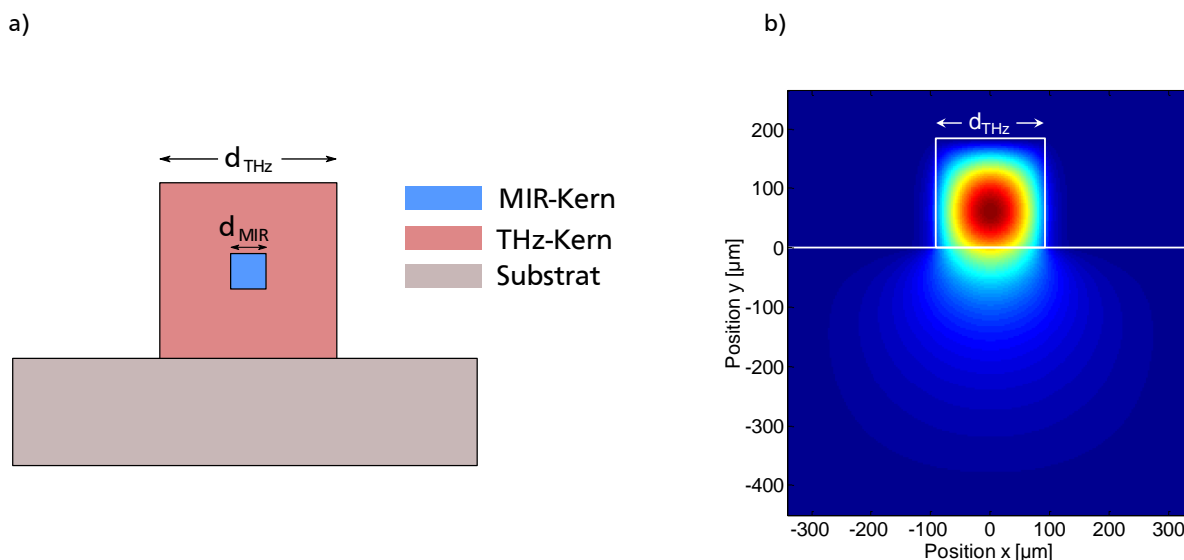 a)
b)
d THz
d MIR
MIR-Kern
THz-Kern
Substrat
dTHz
200
100
0
-100
-200
-300
-400
Position y [µm]
-300 -200 -100 0 100 200 300
Position x [µm]